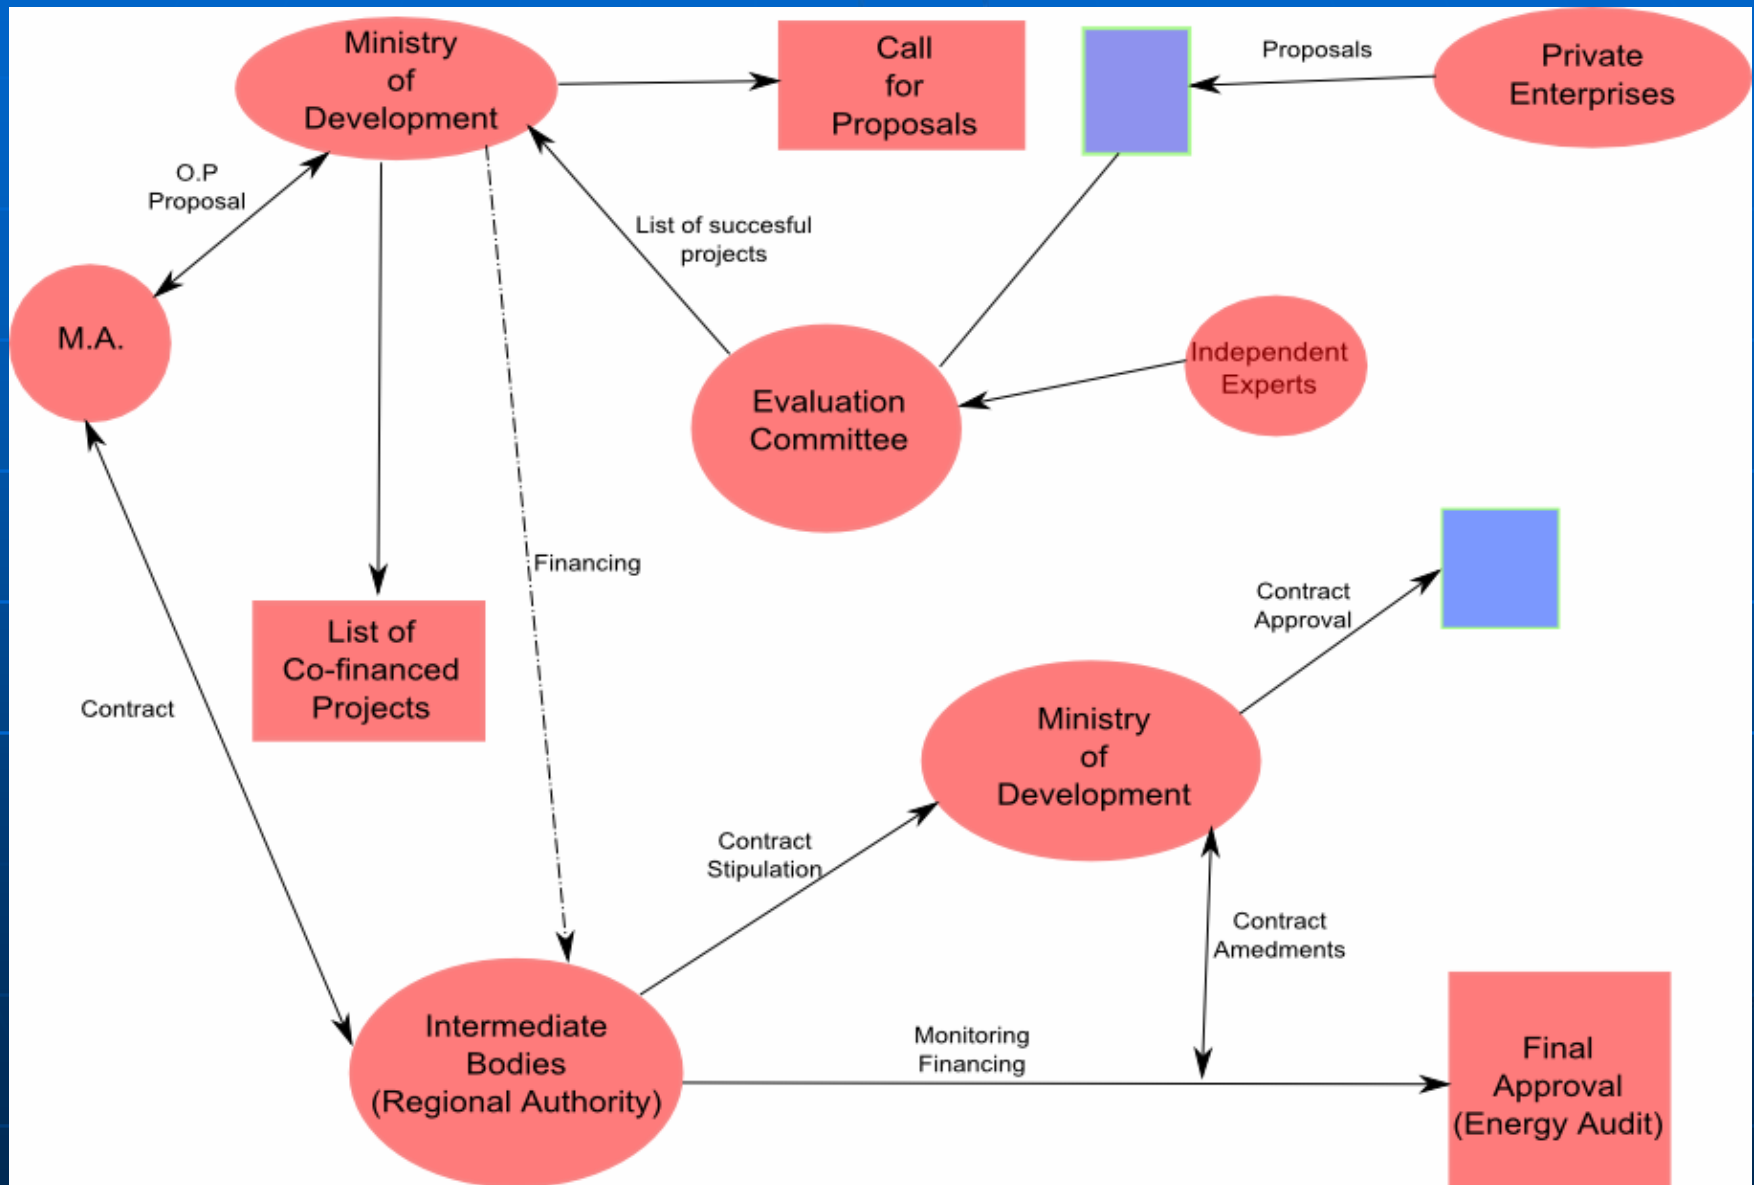 Ministry
of
Development
Call
for
Proposals
Proposals
Private
Enterprises
O.P
Proposal
List of succesful
projects
M.A.
Independent
Experts
Evaluation
Committee
Financing
Contract
Approval
List of
Co-financed
Projects
Contract
Ministry
of
Development
Contract
Stipulation
Contract
Amedments
Intermediate
Bodies
(Regional Authority)
Monitoring
Financing
Final
Approval
(Energy Audit)